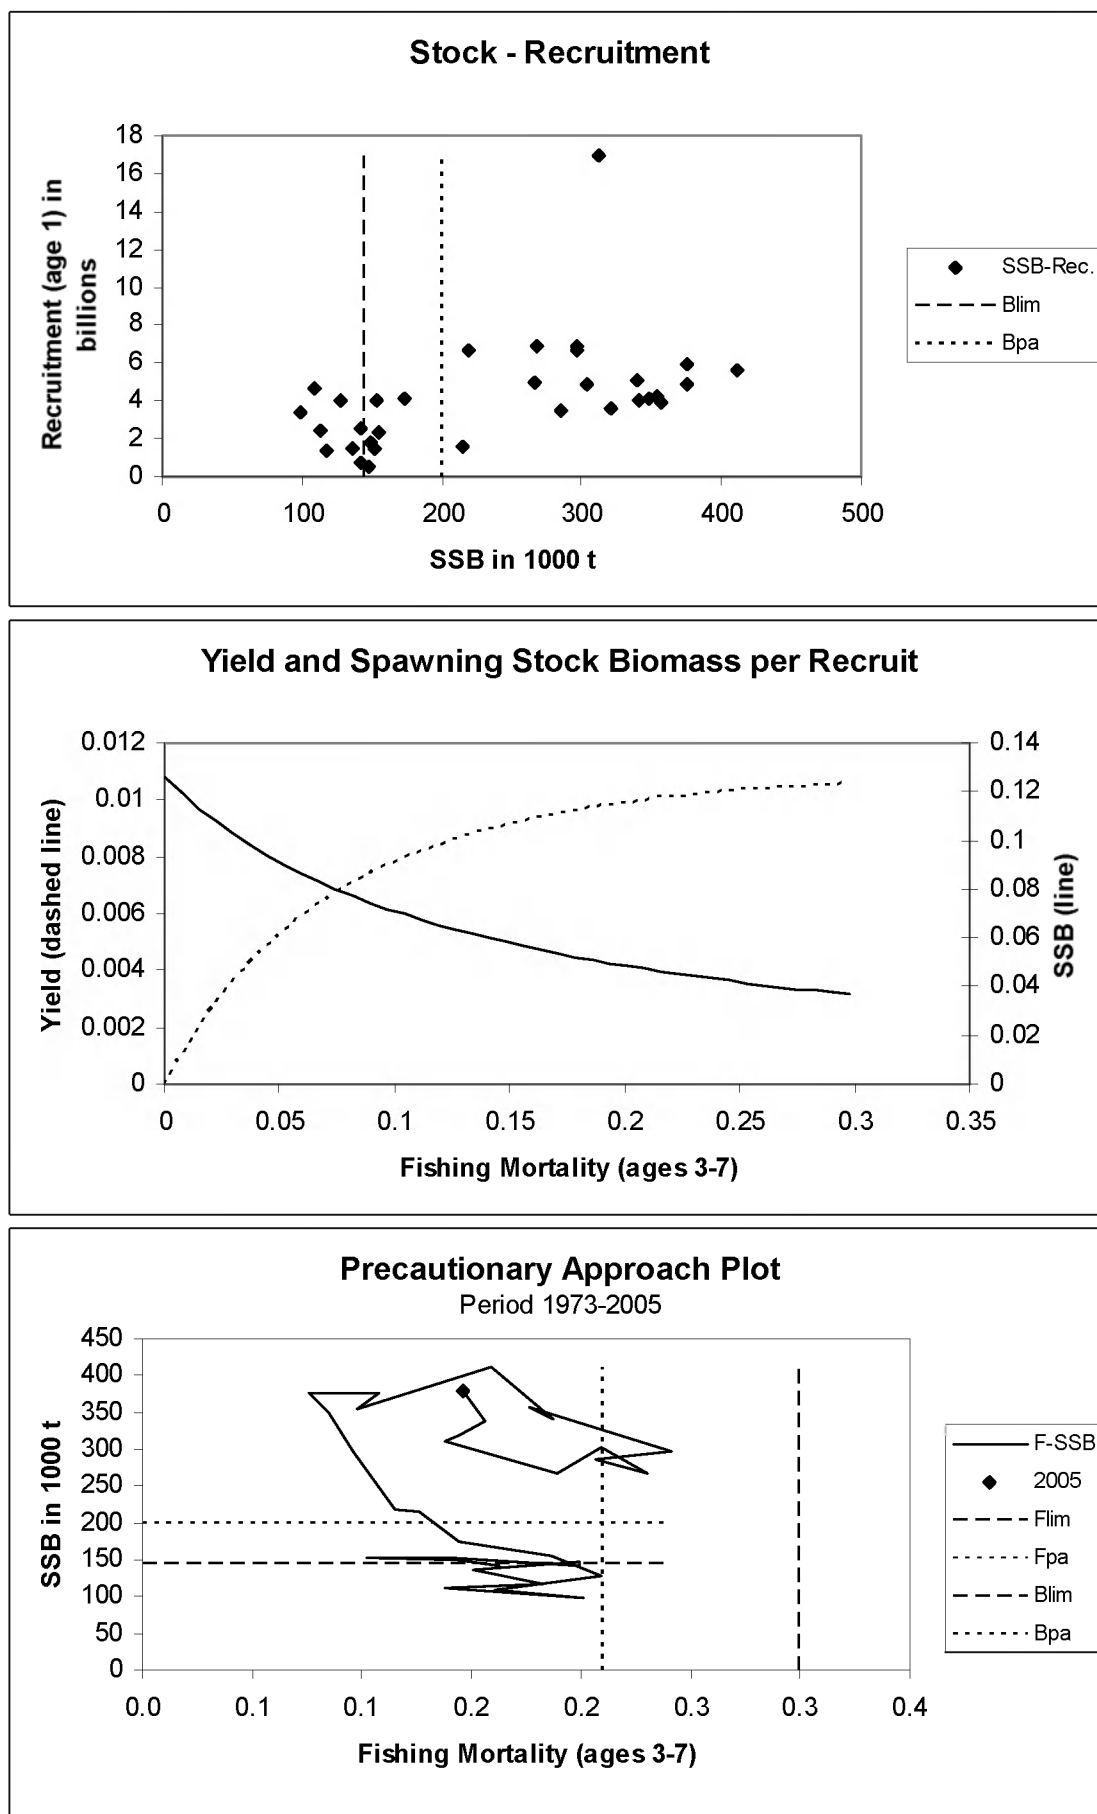 Stock - Recruitment
Recruitment (age 1) in
billions
18
16
14
12
10
8
6
4
2
0
0 100 200 300 400 500
SSB in 1000 t
SSB-Rec.
Blim
Bpa
Yield and Spawning Stock Biomass per Recruit
Yield (dashed line)
0.012
0.01
0.008
0.006
0.004
0.002
0
0.14
0.12
0.1
0.08
0.06
0.04
0.02
0
SSB (line)
0 0.05 0.1 0.15 0.2 0.25 0.3 0.35
Fishing Mortality (ages 3-7)
Precautionary Approach Plot
Period 1973-2005
SSB in 1000 t
450
400
350
300
250
200
150
100
50
0
0.0 0.1 0.1 0.2 0.2 0.3 0.3 0.4
Fishing Mortality (ages 3-7)
F-SSB
2005
Flim
Fpa
Blim
Bpa